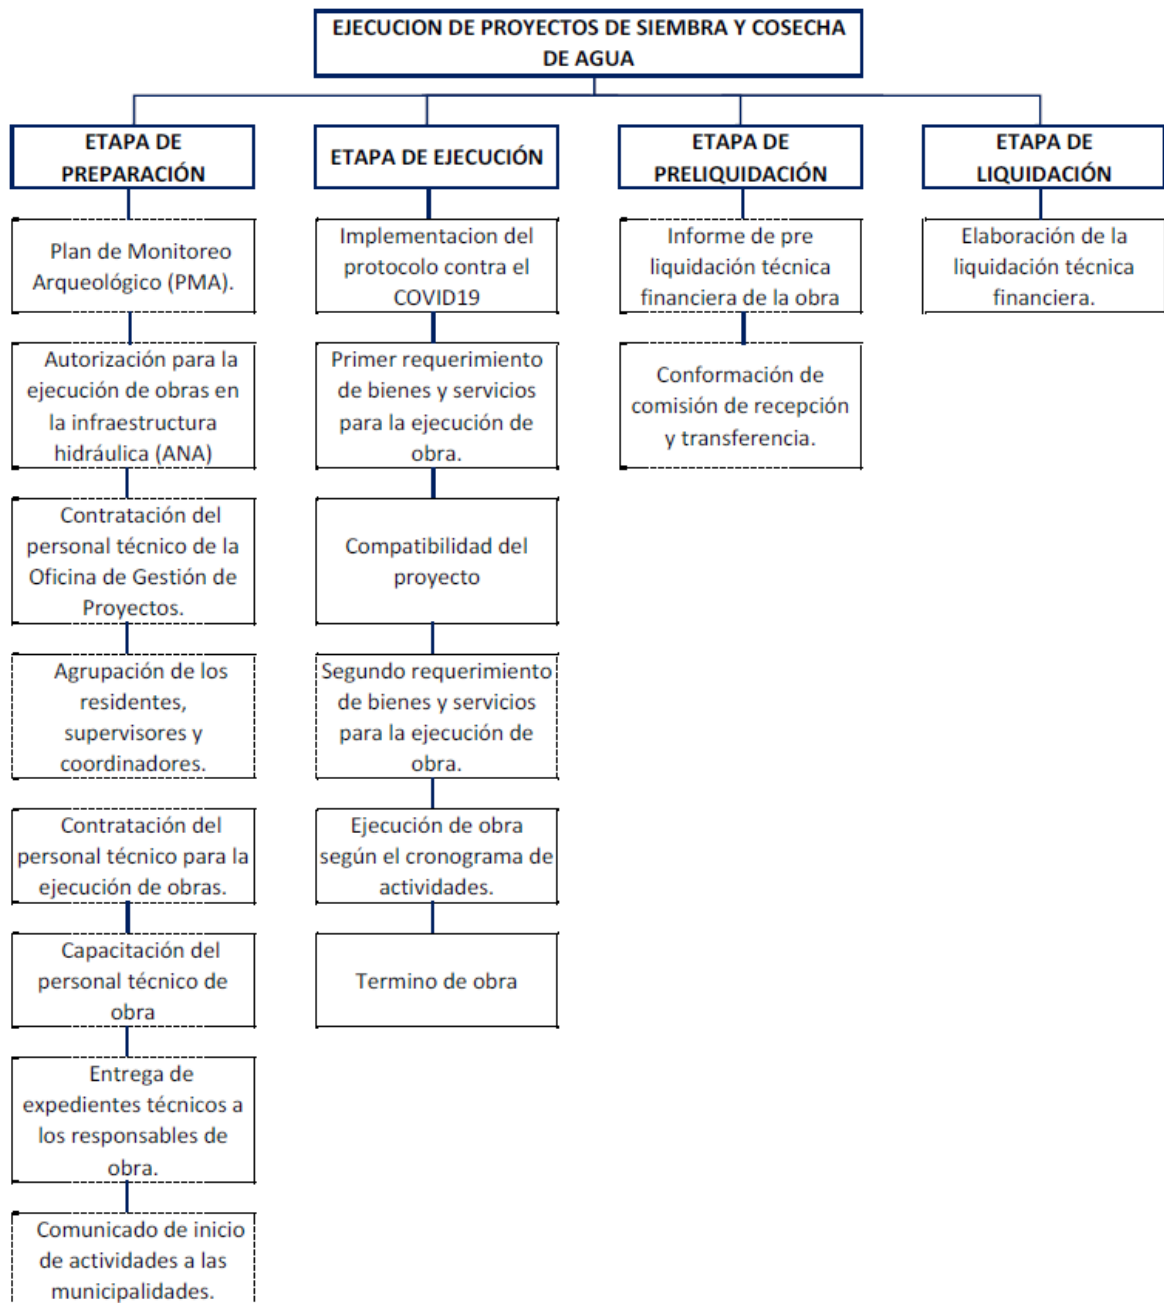 EJECUCION DE PROYECTOS DE SIEMBRA Y COSECHA
DE AGUA
ETAPA DE
PREPARACIÓN
Plan de Monitoreo
Arqueológico (PMA).
Autorización para la
ejecución de obras en
la infraestructura
hidráulica (ANA)
Contratación del
personal técnico de la
Oficina de Gestión de
Proyectos.
Agrupación de los
residentes,
supervisores y
coordinadores.
Contratación del
personal técnico para la
ejecución de obras.
Capacitación del
personal técnico de
obra
Entrega de
expedientes técnicos a
los responsables de
obra.
Comunicado de inicio
de actividades a las
municipalidades.
ETAPA DE EJECUCIÓN
Implementacion del
protocolo contra el
COVID19
Primer requerimiento
de bienes y servicios
para la ejecución de
obra.
Compatibilidad del
proyecto
Segundo requerimiento
de bienes y servicios
para la ejecución de
obra.
Ejecución de obra
según el cronograma de
actividades.
Termino de obra
ETAPA DE
PRELIQUIDACIÓN
Informe de pre
liquidación técnica
financiera de la obra
Conformación de
comisión de recepción
y transferencia.
ETAPA DE
LIQUIDACIÓN
Elaboración de la
liquidación técnica
financiera.